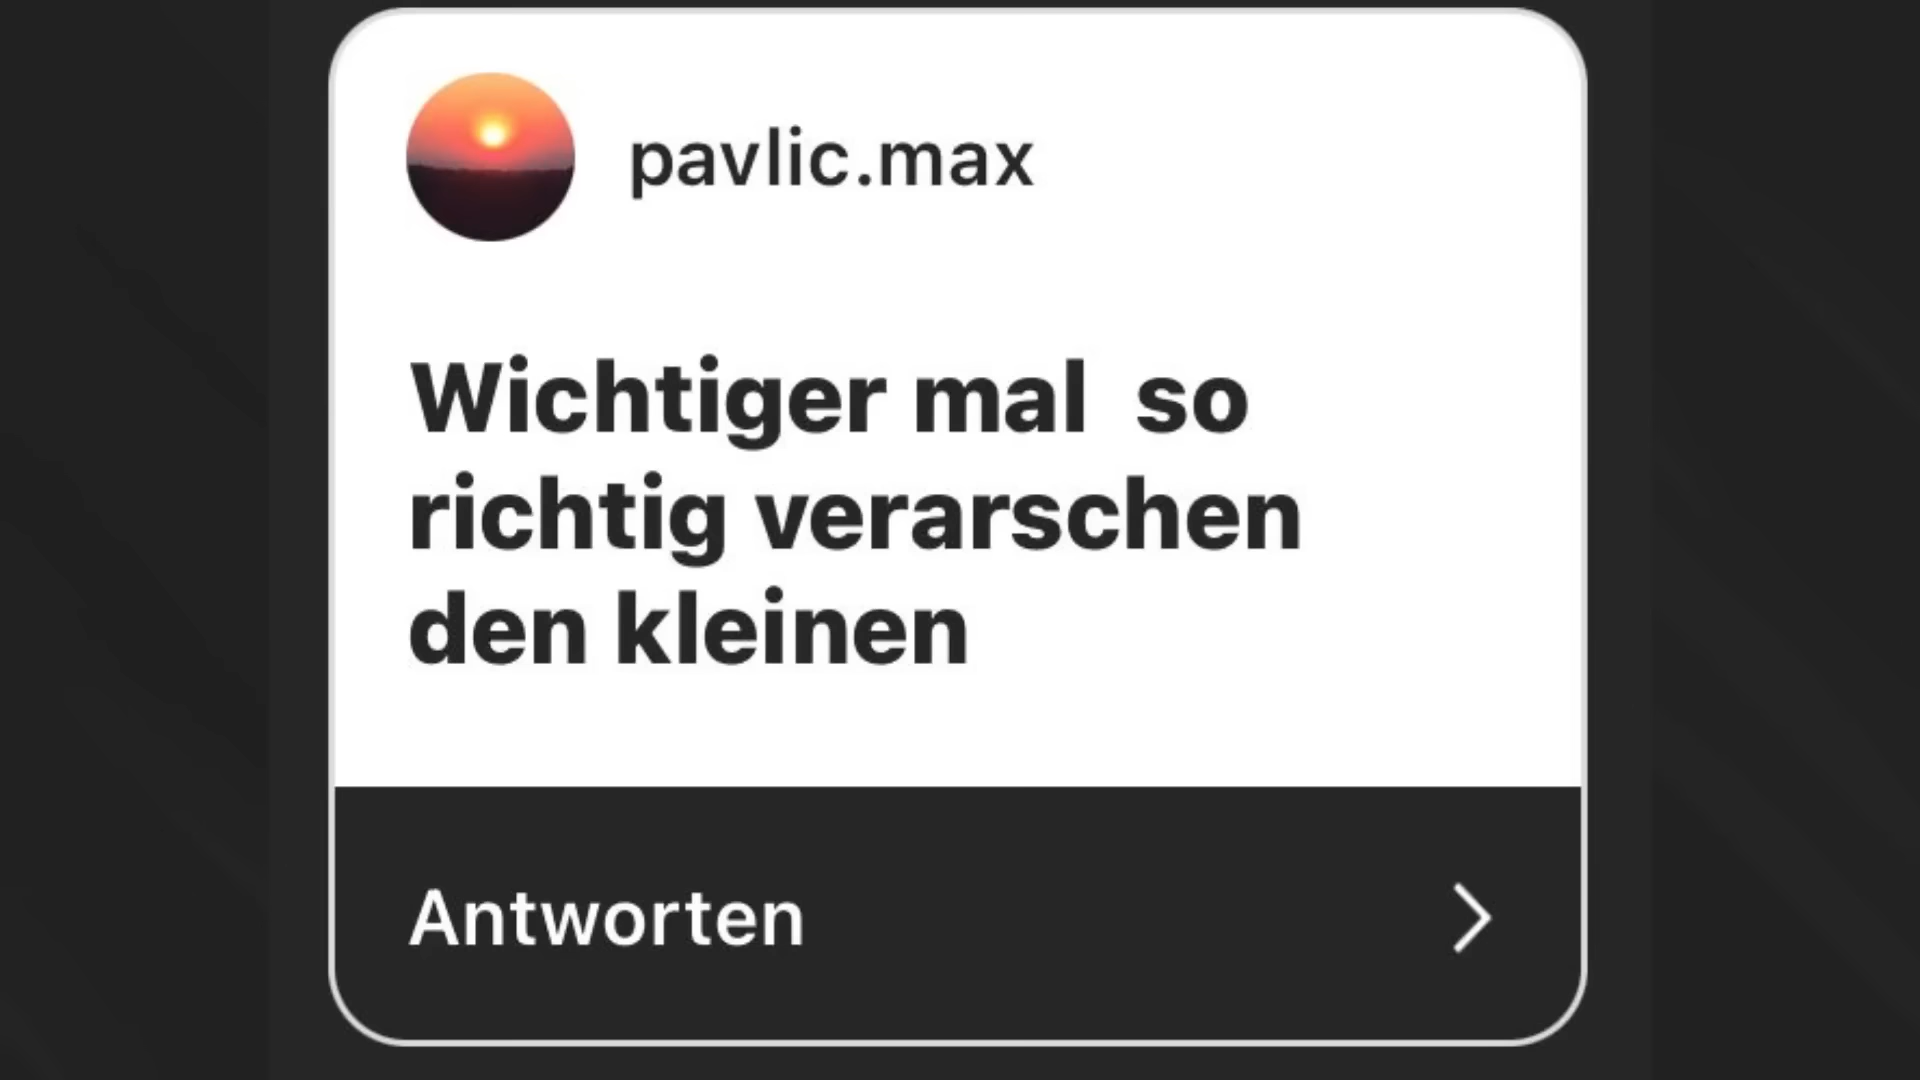 pavlic.max
Wichtiger mal  so
richtig verarschen
den kleinen
Antworten